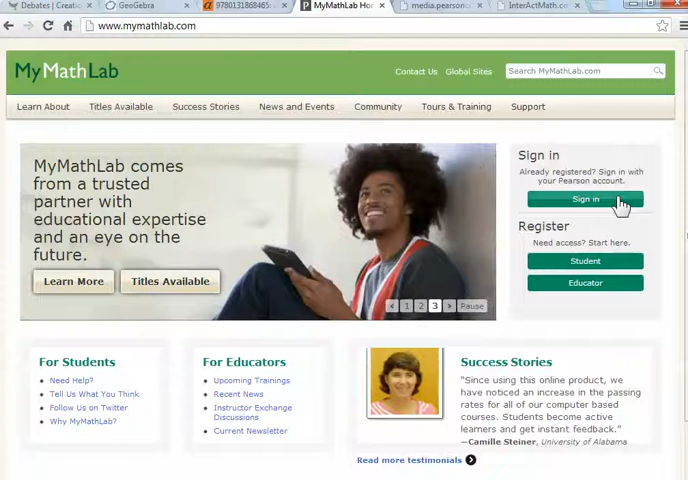 Debates | Creatio
GeoGebra
9780131868465:
MyMathLab Hor
media.pearsonc
InterActMath.co
www.mymathlab.com
MyMathLab
Contact Us Global Sites Search MyMathLab.com
Learn About Titles Available Success Stories News and Events Community Tours & Training Support
MyMathLab comes
from a trusted
partner with
educational expertise
and an eye on the
future.
Learn More Titles Available
1 2 3 Pause
Sign in
Already registered? Sign in with
your Pearson account.
Sign in
Register
Need access? Start here.
Student
Educator
For Students
Need Help?
Tell Us What You Think
Follow Us on Twitter
Why MyMathLab?
For Educators
Upcoming Trainings
Recent News
Instructor Exchange
Discussions
Current Newsletter
Success Stories
“Since using this online product, we
have noticed an increase in the passing
rates for all of our computer based
courses. Students become active
learners and get instant feedback.”
—Camille Steiner, University of Alabama
Read more testimonials